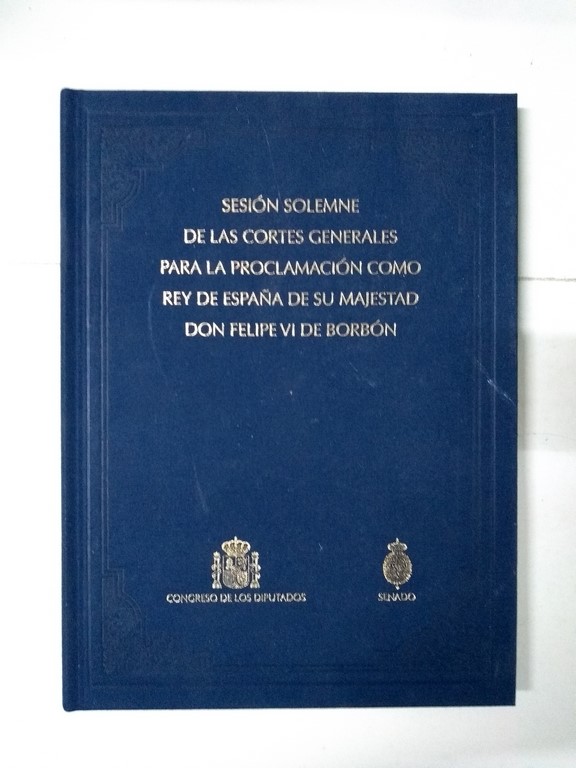 SESIÓN SOLEMNE
DE LAS CORTES GENERALES
PARA LA PROCLAMACIÓN COMO
REY DE ESPAÑA DE SU MAJESTAD
DON FELIPE VI DE BORBÓN
CONGRESO DE LOS DIPUTADOS
SENADO